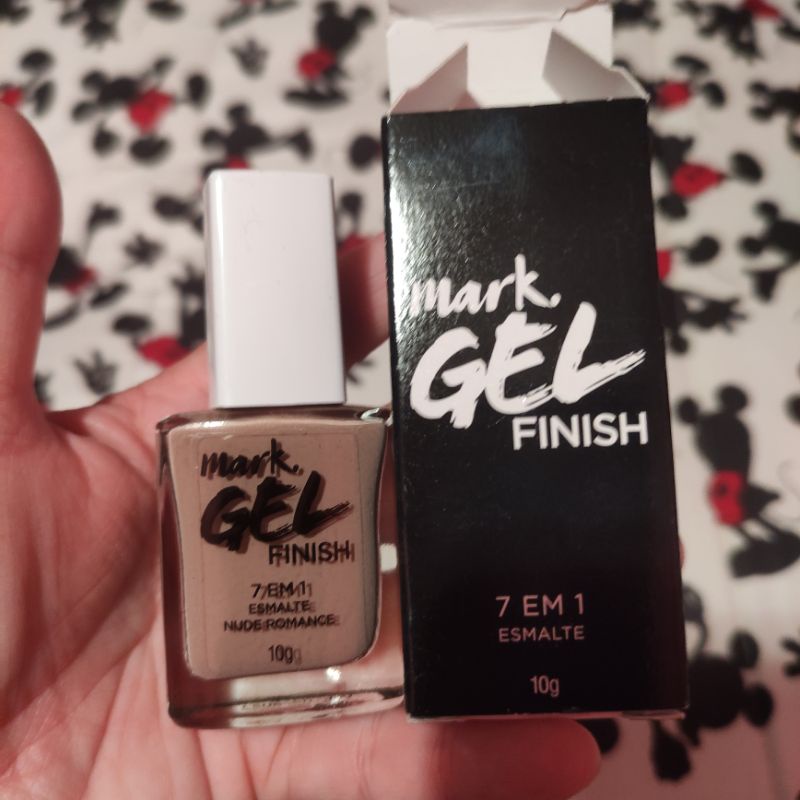 mark.
GEL
FINISH
7 EM 1
ESMALTE
NUDE ROMANCE
10g
mark.
GEL
FINISH
7 EM 1
ESMALTE
10g